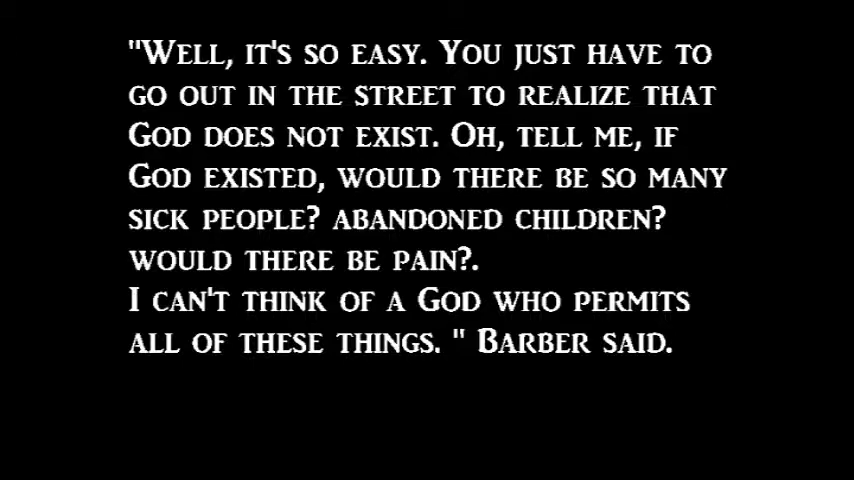 "Well, it's so easy. You just have to
go out in the street to realize that
God does not exist. Oh, tell me, if
God existed, would there be so many
sick people? abandoned children?
would there be pain?.
I can't think of a God who permits
all of these things. " Barber said.